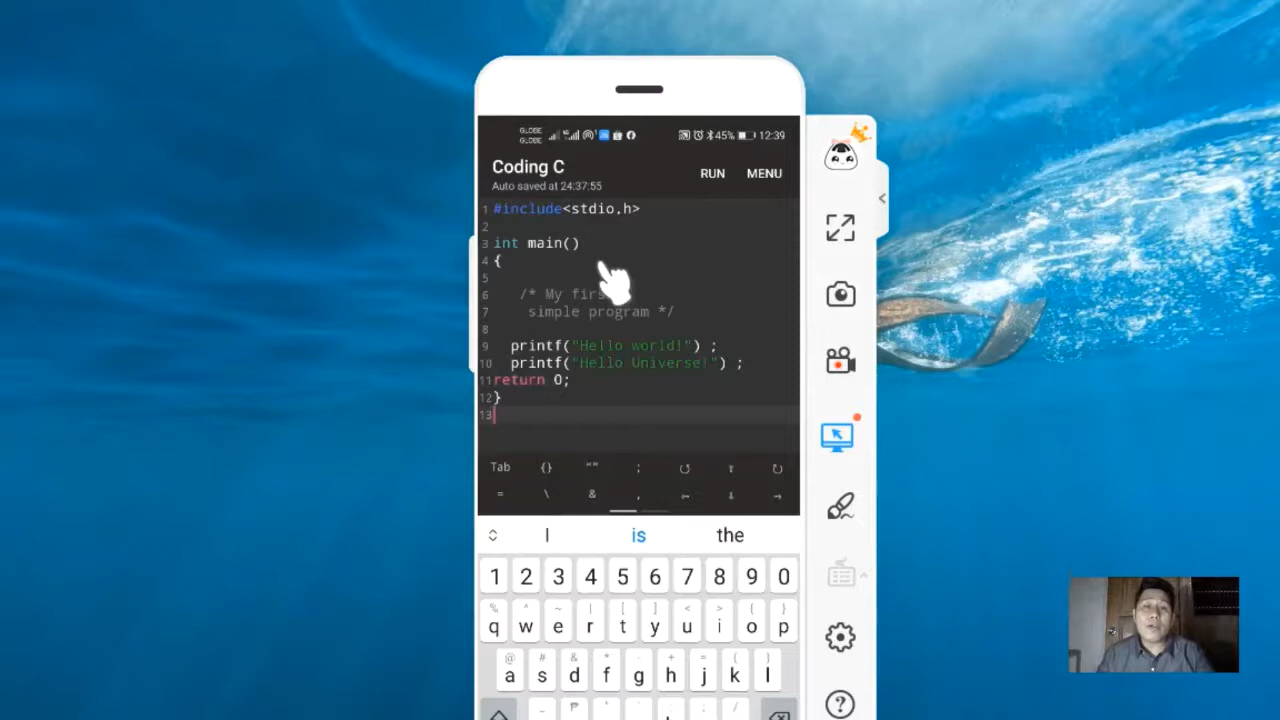 GLOBE
GLOBE
45% 12:39
Coding C
Auto saved at 24:37:55
RUN MENU
1 #include<stdio.h>
2
3 int main()
4 {
5
6 /* My
7 simple program */
8
9 printf("Hello world!") ;
10 printf("Hello Universe!") ;
11 return 0;
12 }
13
Tab {} “” ; 
= \ & ,
I is the
1 2 3 4 5 6 7 8 9 0
% ^ ~ | [ ] < > { }
q w e r t y u i o p
@ # & * - + = ( )
a s d f g h j k l
?